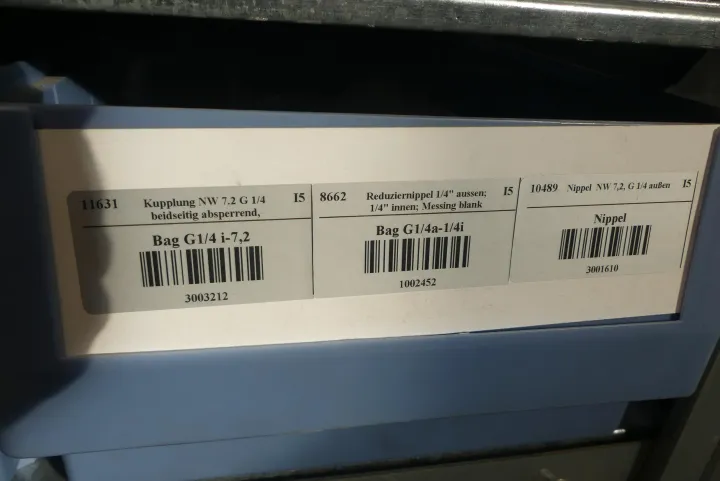 11631 Kupplung NW 7.2 G 1/4 I5
beidseitig absperrend,
Bag G1/4 i-7,2
3003212
8662 Reduziernippel 1/4" aussen; I5
1/4" innen; Messing blank
Bag G1/4a-1/4i
1002452
10489 Nippel NW 7,2, G 1/4 außen I5
Nippel
3001610